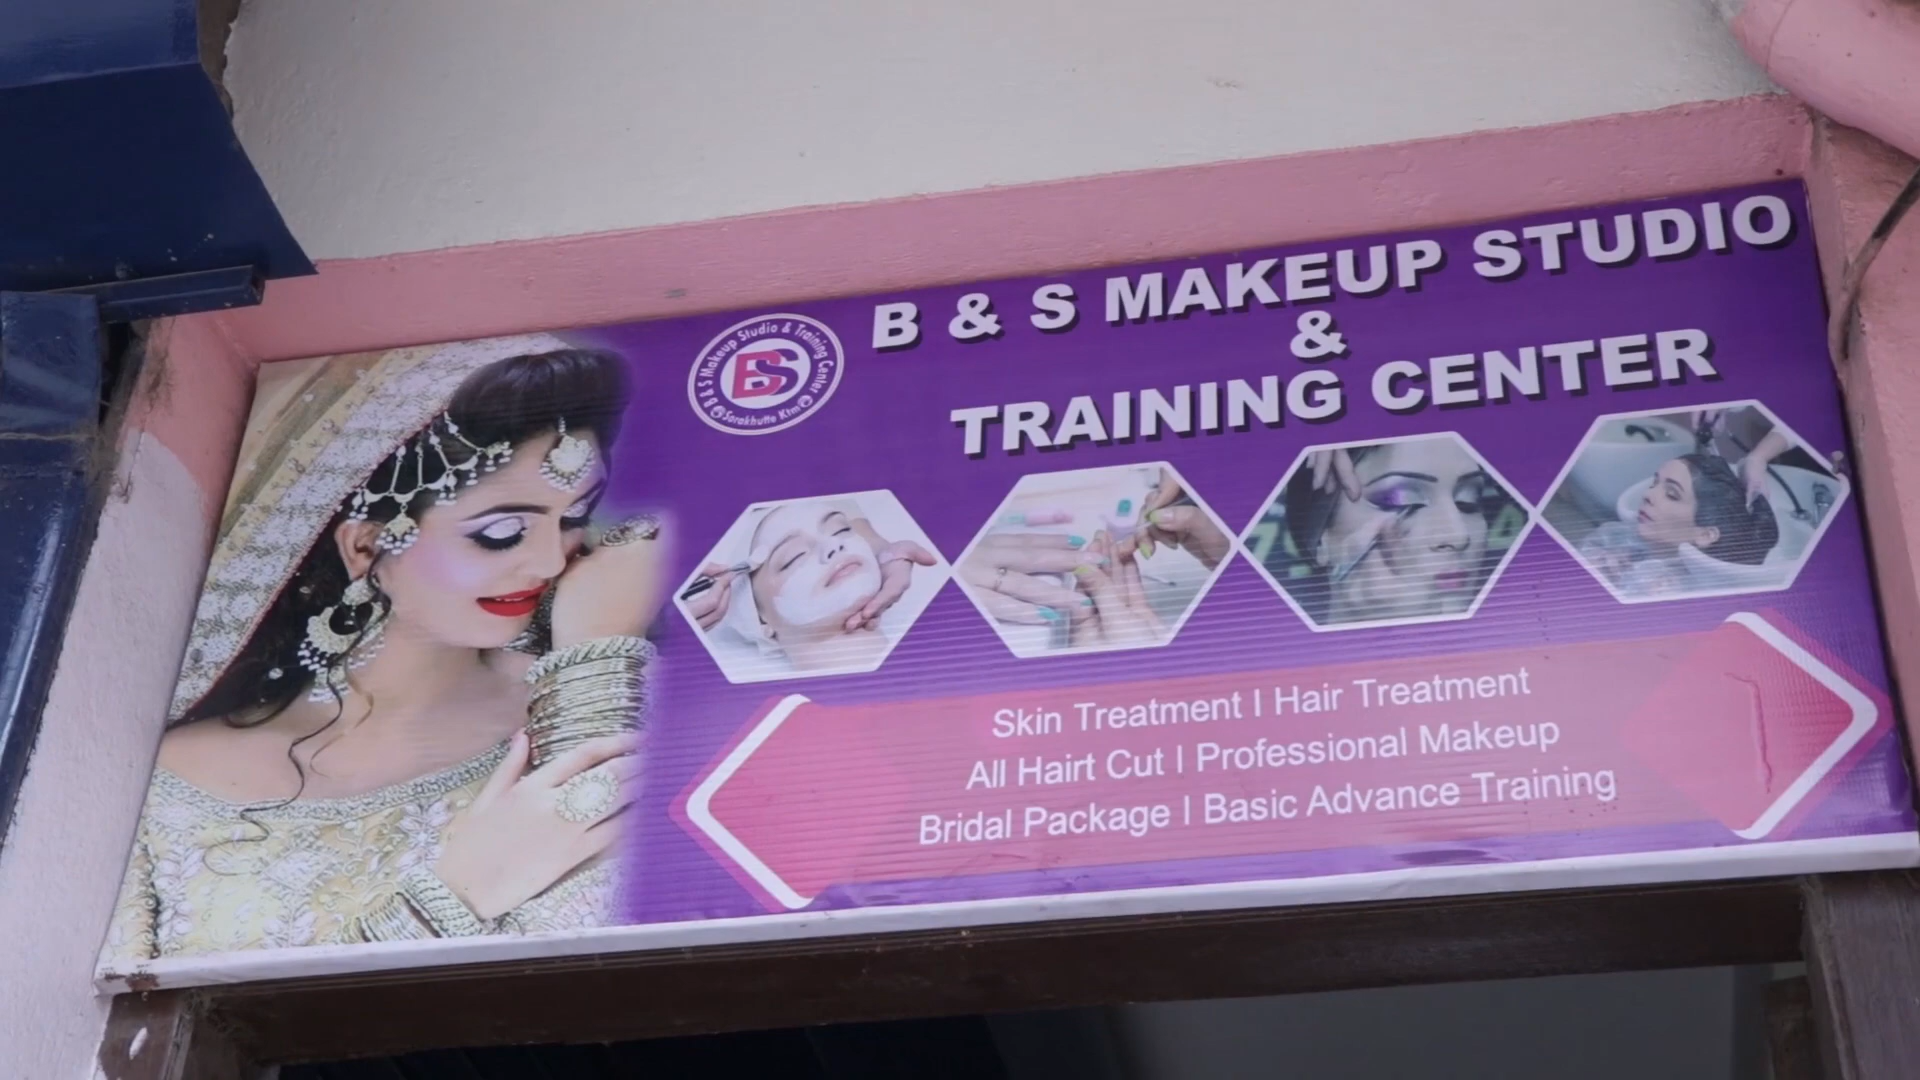 B & S MAKEUP STUDIO
&
TRAINING CENTER
B & S Makeup Studio & Training Center
BS
Sorakhutte Ktm
Skin Treatment I Hair Treatment
All Hairt Cut I Professional Makeup
Bridal Package I Basic Advance Training